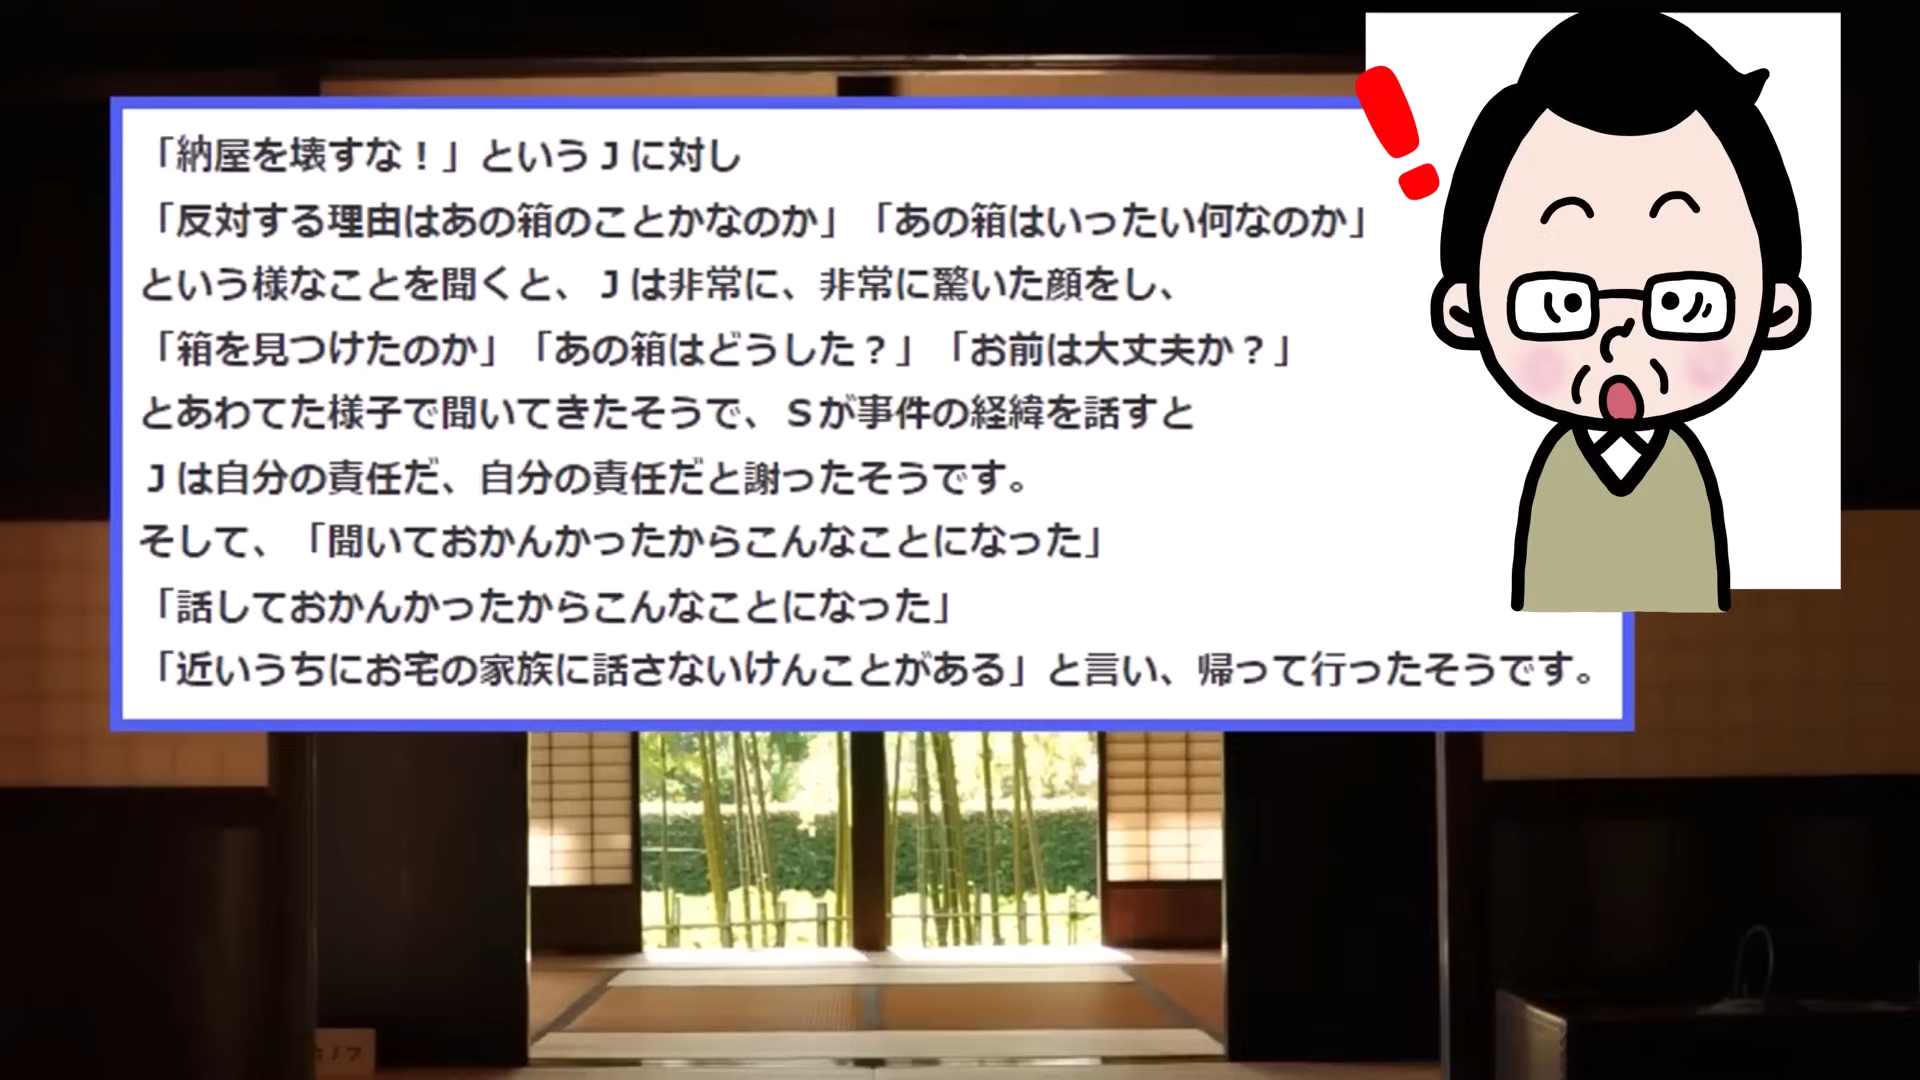 「納屋を壊すな！」というＪに対し
「反対する理由はあの箱のことかなのか」「あの箱はいったい何なのか」
という様なことを聞くと、Ｊは非常に、非常に驚いた顔をし、
「箱を見つけたのか」「あの箱はどうした？」「お前は大丈夫か？」
とあわてた様子で聞いてきたそうで、Ｓが事件の経緯を話すと
Ｊは自分の責任だ、自分の責任だと謝ったそうです。
そして、「聞いておかんかったからこんなことになった」
「話しておかんかったからこんなことになった」
「近いうちにお宅の家族に話さないけんことがある」と言い、帰って行ったそうです。